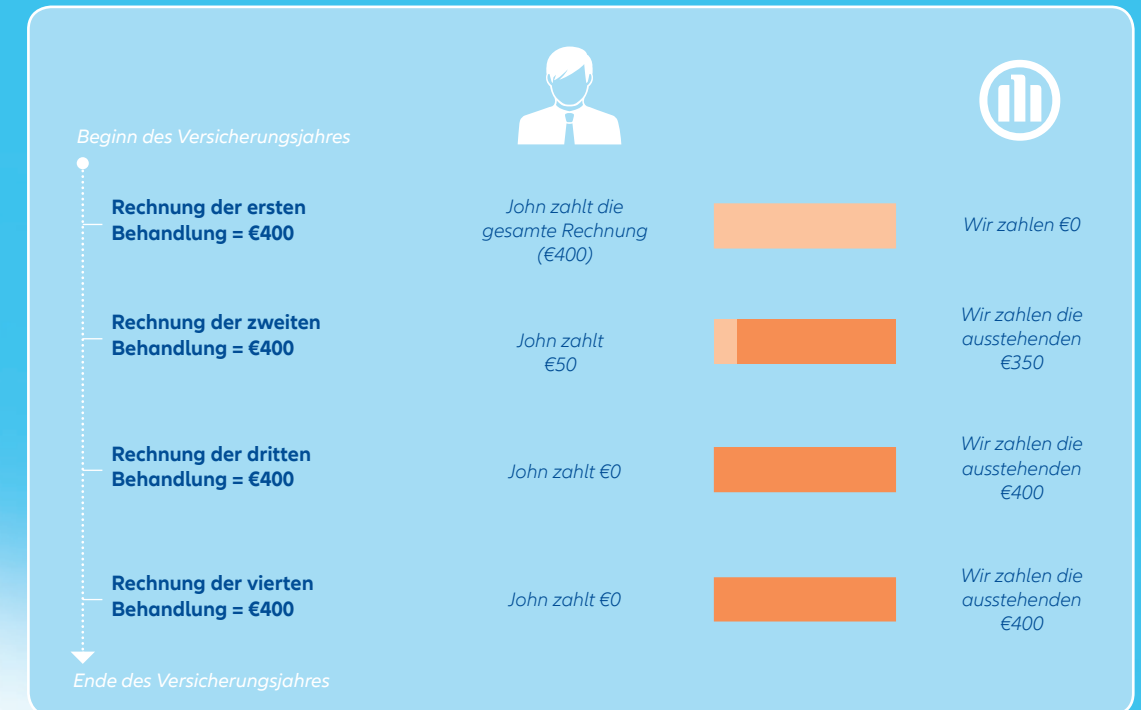 Beginn des Versicherungsjahres
Rechnung der ersten
Behandlung = €400
John zahlt die
gesamte Rechnung
(€400)
Wir zahlen €0
Rechnung der zweiten
Behandlung = €400
John zahlt
€50
Wir zahlen die
ausstehenden
€350
Rechnung der dritten
Behandlung = €400
John zahlt €0
Wir zahlen die
ausstehenden
€400
Rechnung der vierten
Behandlung = €400
John zahlt €0
Wir zahlen die
ausstehenden
€400
Ende des Versicherungsjahres